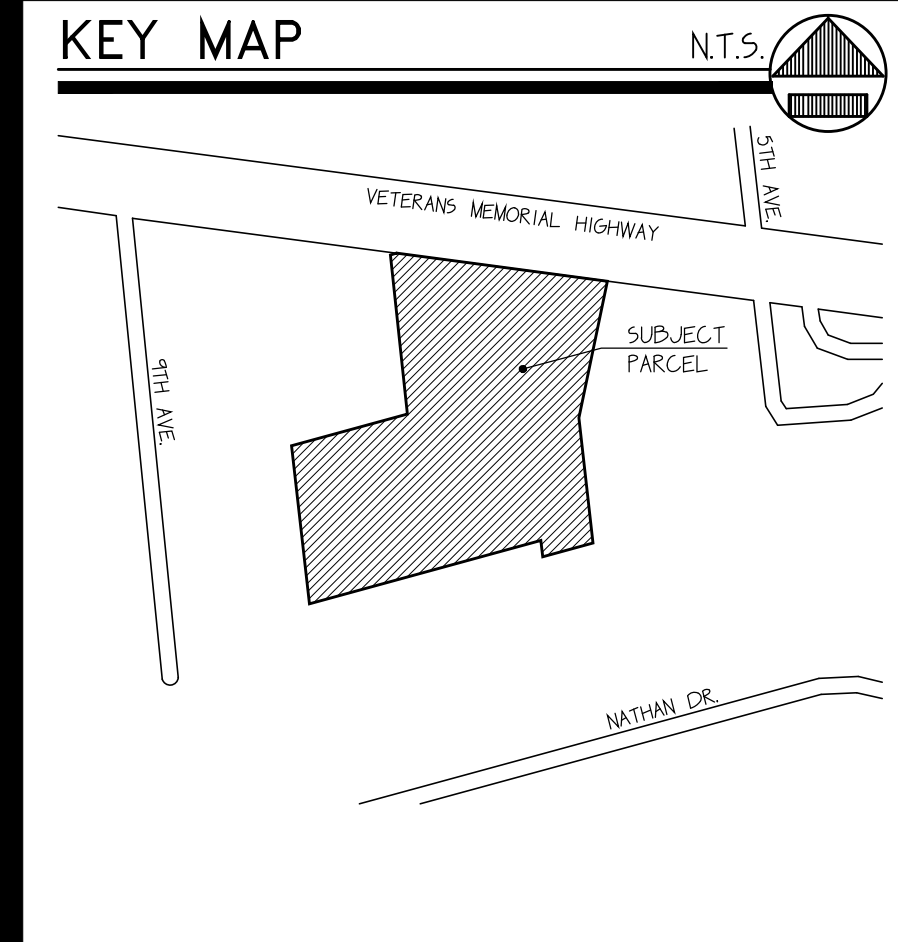 KEY MAP
N.T.S.
5TH AVE.
VETERANS MEMORIAL HIGHWAY
SUBJECT
PARCEL
9TH AVE.
NATHAN DR.